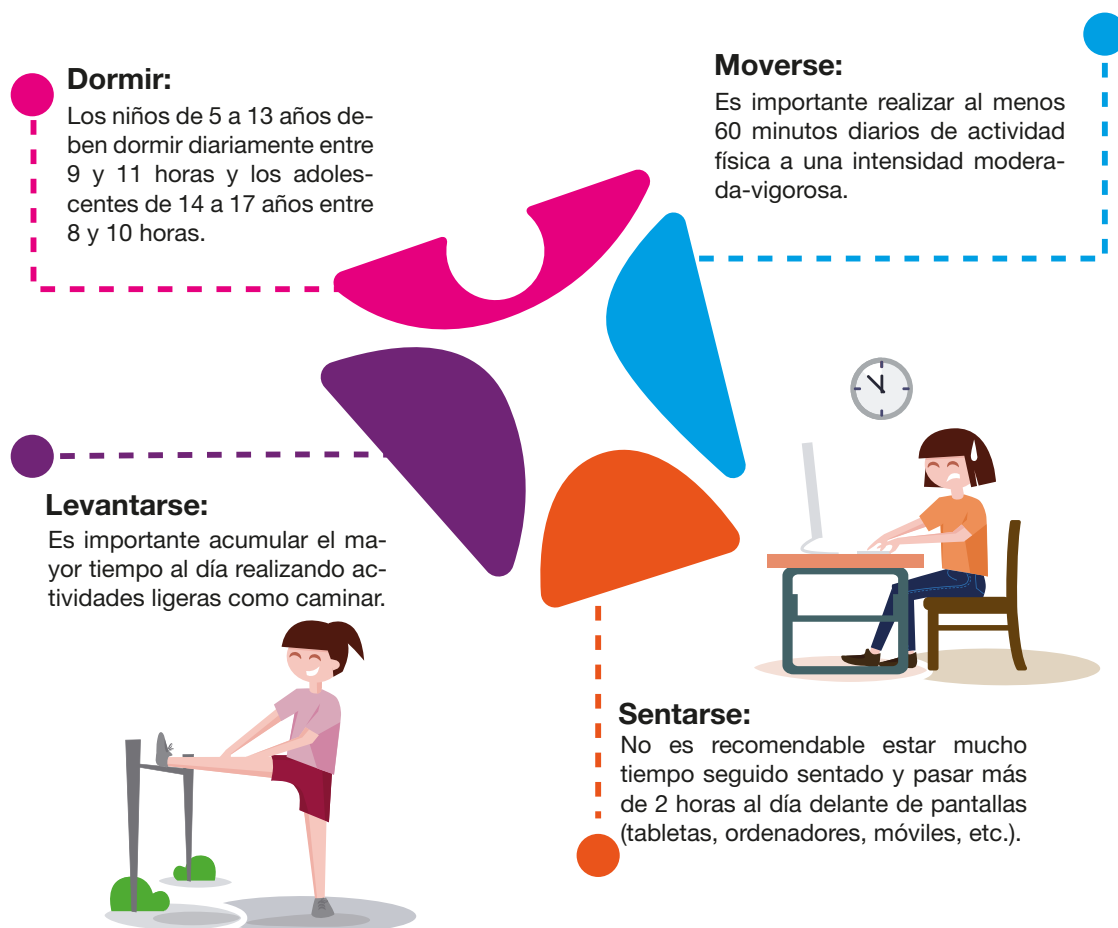 Dormir:
Los niños de 5 a 13 años de-
ben dormir diariamente entre
9 y 11 horas y los adoles-
centes de 14 a 17 años entre
8 y 10 horas.
Moverse:
Es importante realizar al menos
60 minutos diarios de actividad
física a una intensidad modera-
da-vigorosa.
Levantarse:
Es importante acumular el ma-
yor tiempo al día realizando ac-
tividades ligeras como caminar.
Sentarse:
No es recomendable estar mucho
tiempo seguido sentado y pasar más
de 2 horas al día delante de pantallas
(tabletas, ordenadores, móviles, etc.).